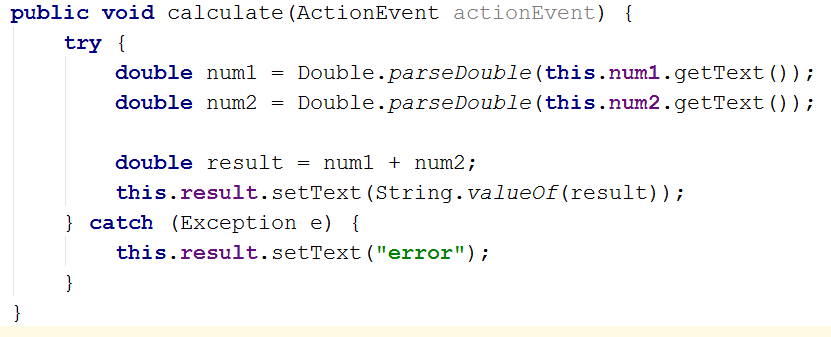 public void calculate(ActionEvent actionEvent) {
try {
double num1 = Double.parseDouble(this.num1.getText());
double num2 = Double.parseDouble(this.num2.getText());
double result = num1 + num2;
this.result.setText(String.valueOf(result));
} catch (Exception e) {
this.result.setText("error");
}
}